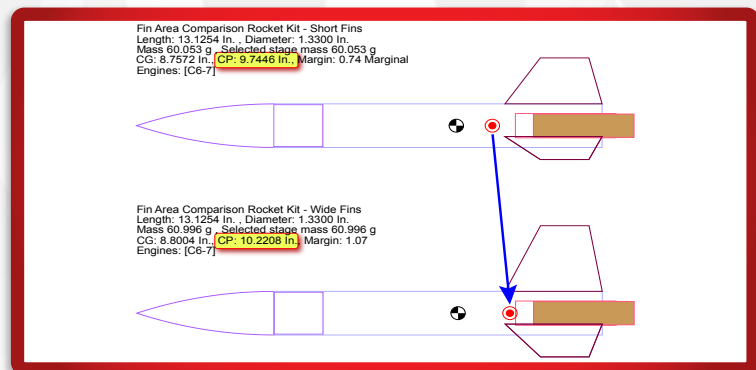 Fin Area Comparison Rocket Kit - Short Fins
Length: 13.1254 In. , Diameter: 1.3300 In.
Mass 60.053 g , Selected stage mass 60.053 g
CG: 8.7572 In., CP: 9.7446 In., Margin: 0.74 Marginal
Engines: [C6-7]
Fin Area Comparison Rocket Kit - Wide Fins
Length: 13.1254 In. , Diameter: 1.3300 In.
Mass 60.996 g , Selected stage mass 60.996 g
CG: 8.8004 In., CP: 10.2208 In., Margin: 1.07
Engines: [C6-7]